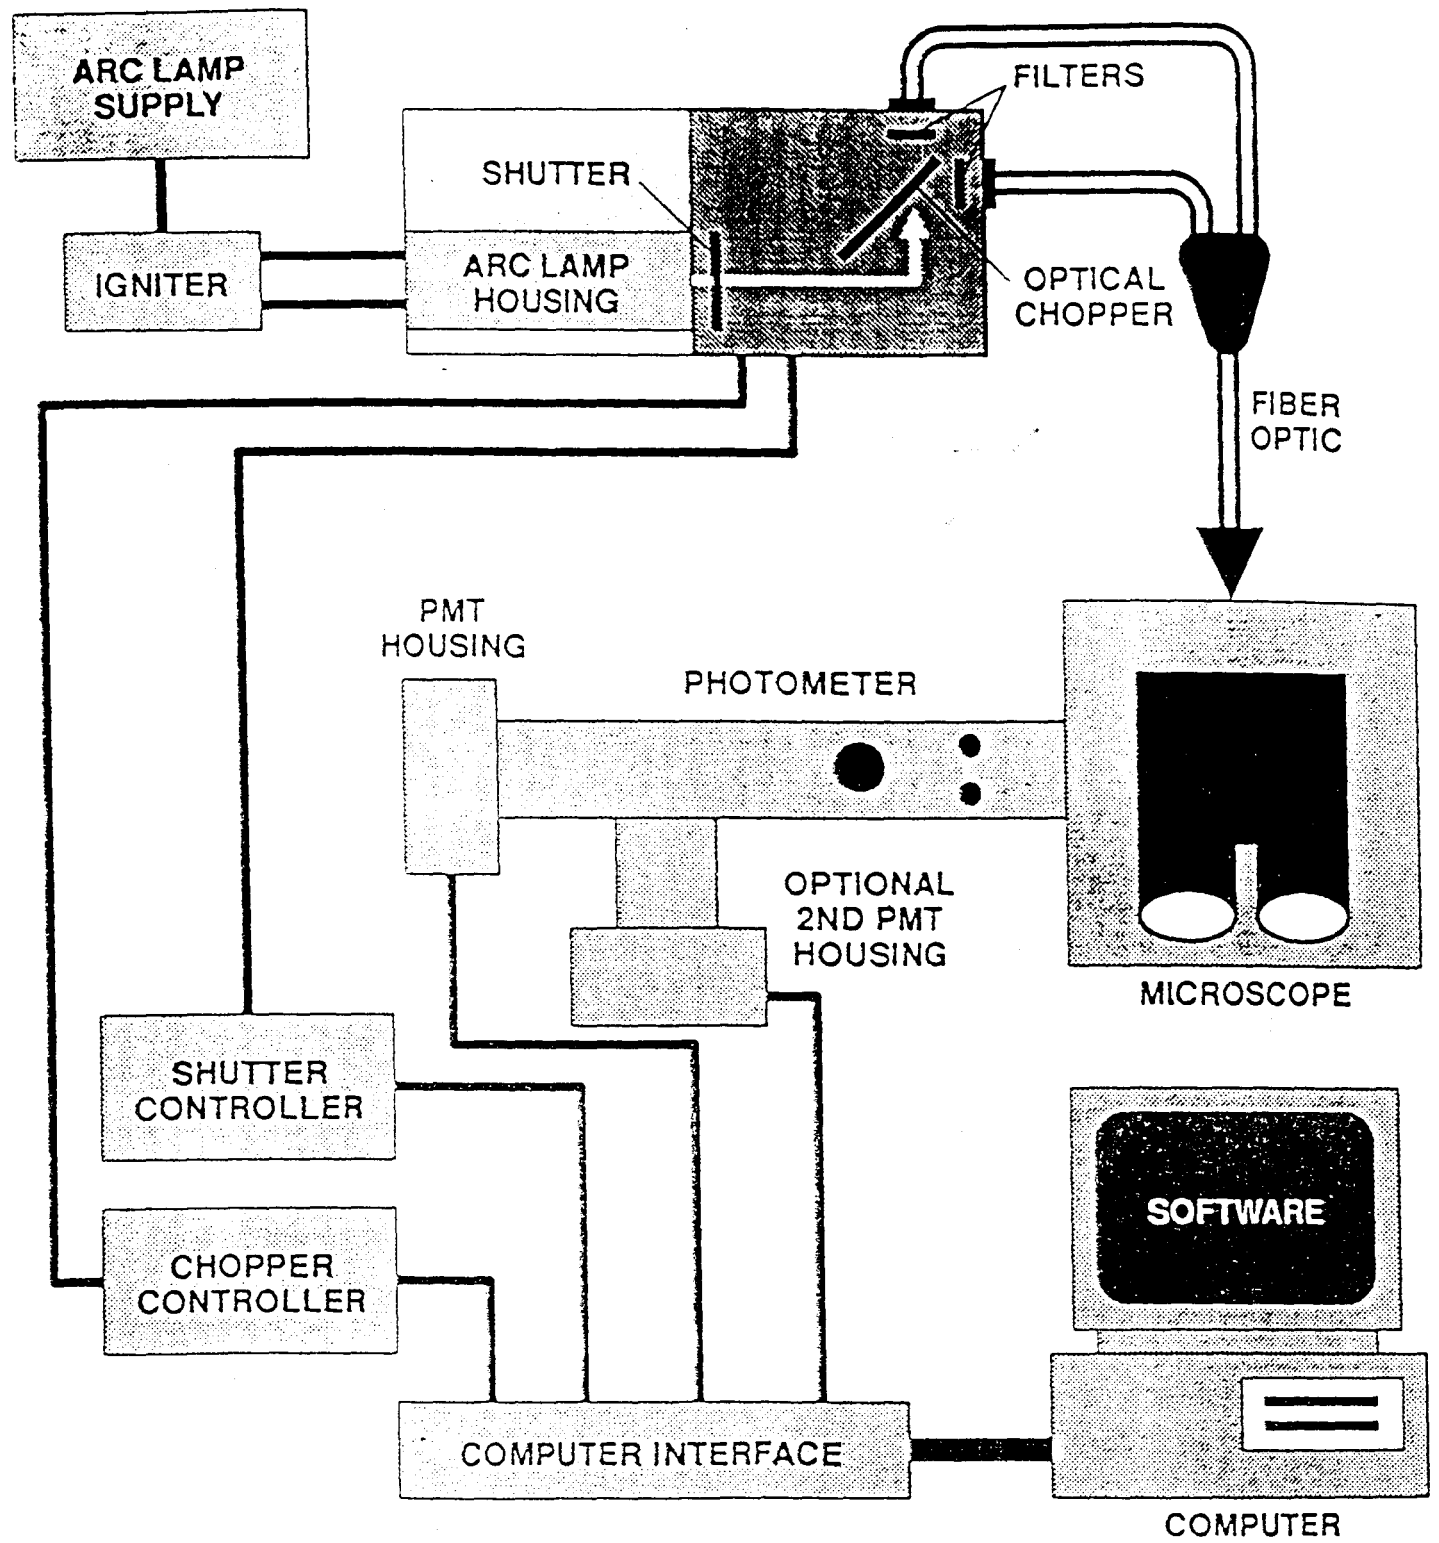 ARC LAMP
SUPPLY
FILTERS
SHUTTER
IGNITER
ARC LAMP
HOUSING
OPTICAL
CHOPPER
FIBER
OPTIC
PMT
HOUSING
PHOTOMETER
OPTIONAL
2ND PMT
HOUSING
MICROSCOPE
SHUTTER
CONTROLLER
SOFTWARE
CHOPPER
CONTROLLER
COMPUTER INTERFACE
COMPUTER